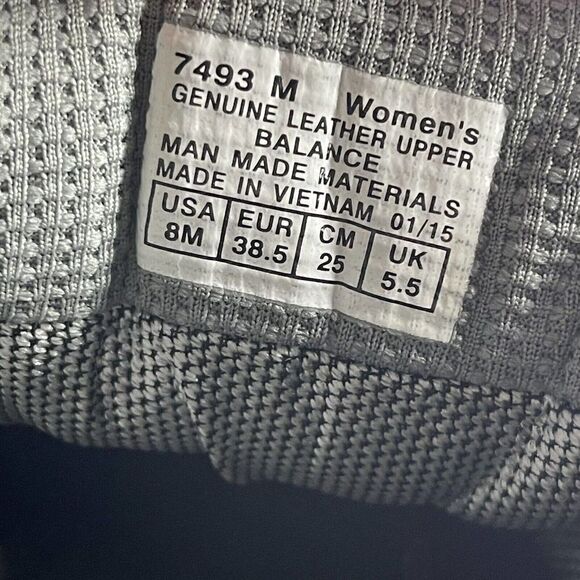 7493 M Women's
GENUINE LEATHER UPPER
BALANCE
MAN MADE MATERIALS
MADE IN VIETNAM 01/15
USA EUR CM UK
8M 38.5 25 5.5